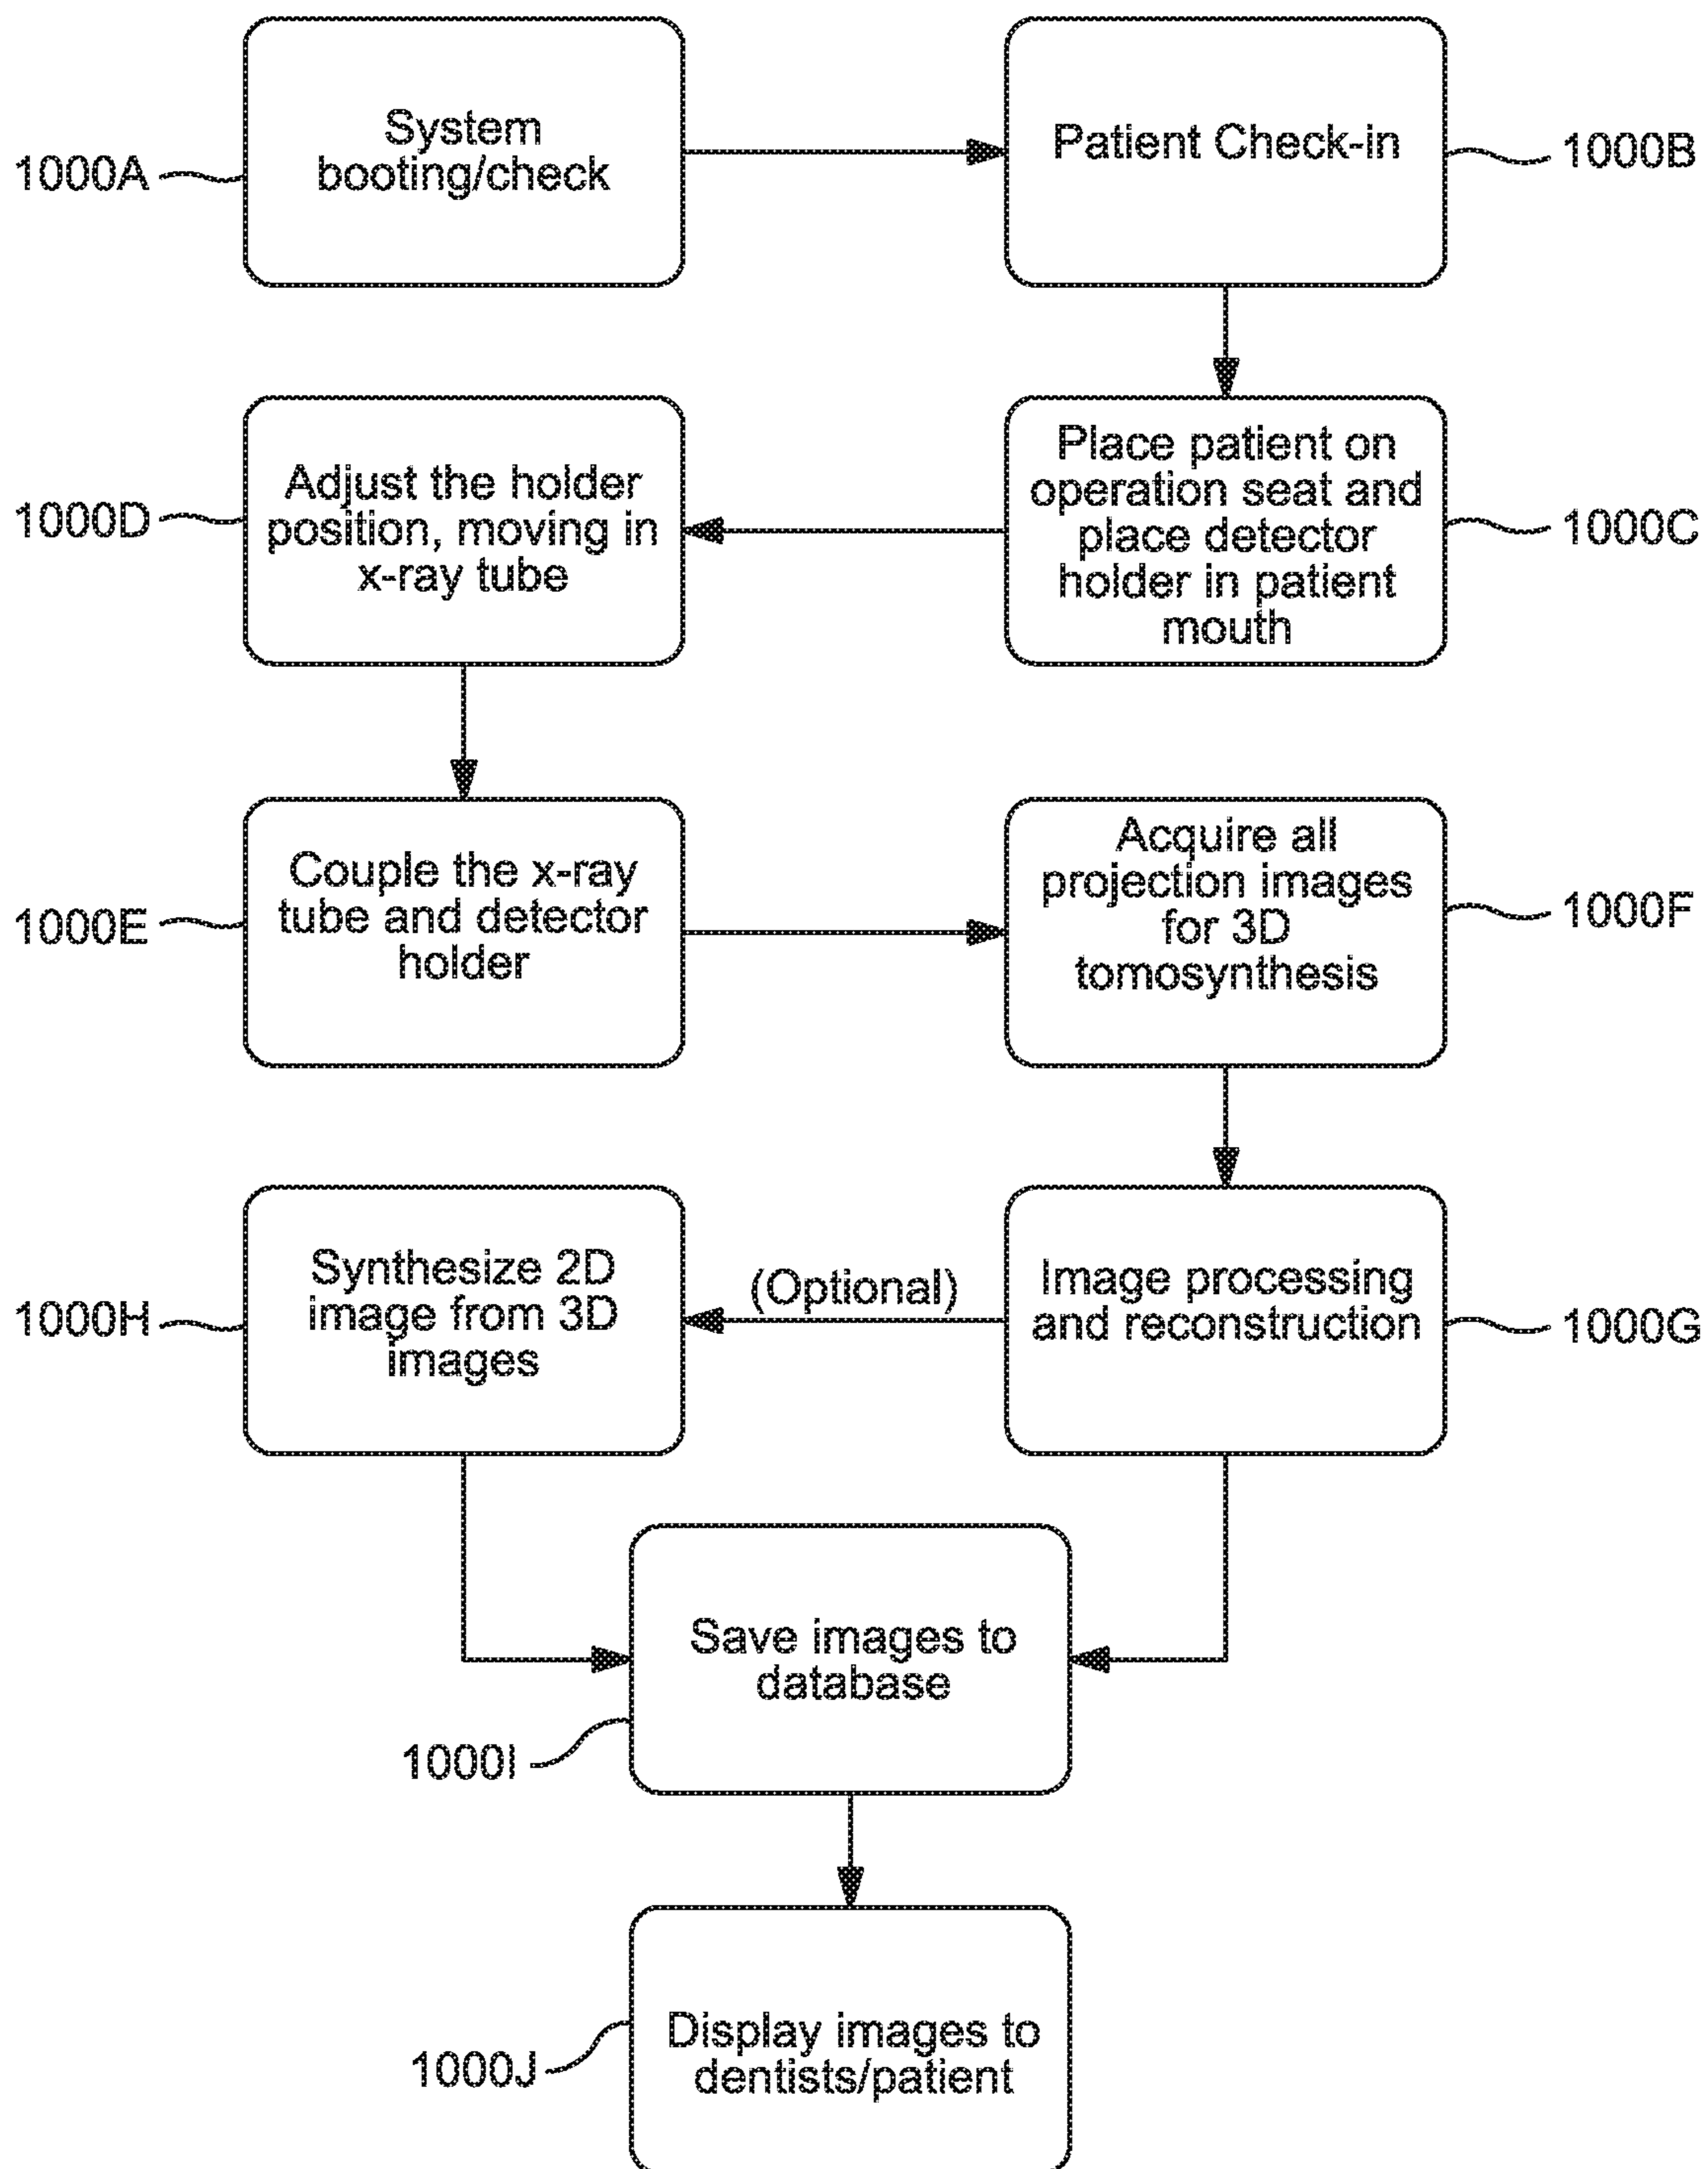 System
booting/check
1000A
Patient Check-in
1000B
Place patient on
operation seat and
place detector
holder in patient
mouth
1000C
Adjust the holder
position, moving in
x-ray tube
1000D
Couple the x-ray
tube and detector
holder
1000E
Acquire all
projection images
for 3D
tomosynthesis
1000F
Image processing
and reconstruction
1000G
(Optional)
Synthesize 2D
image from 3D
images
1000H
Save images to
database
1000I
Display images to
dentists/patient
1000J